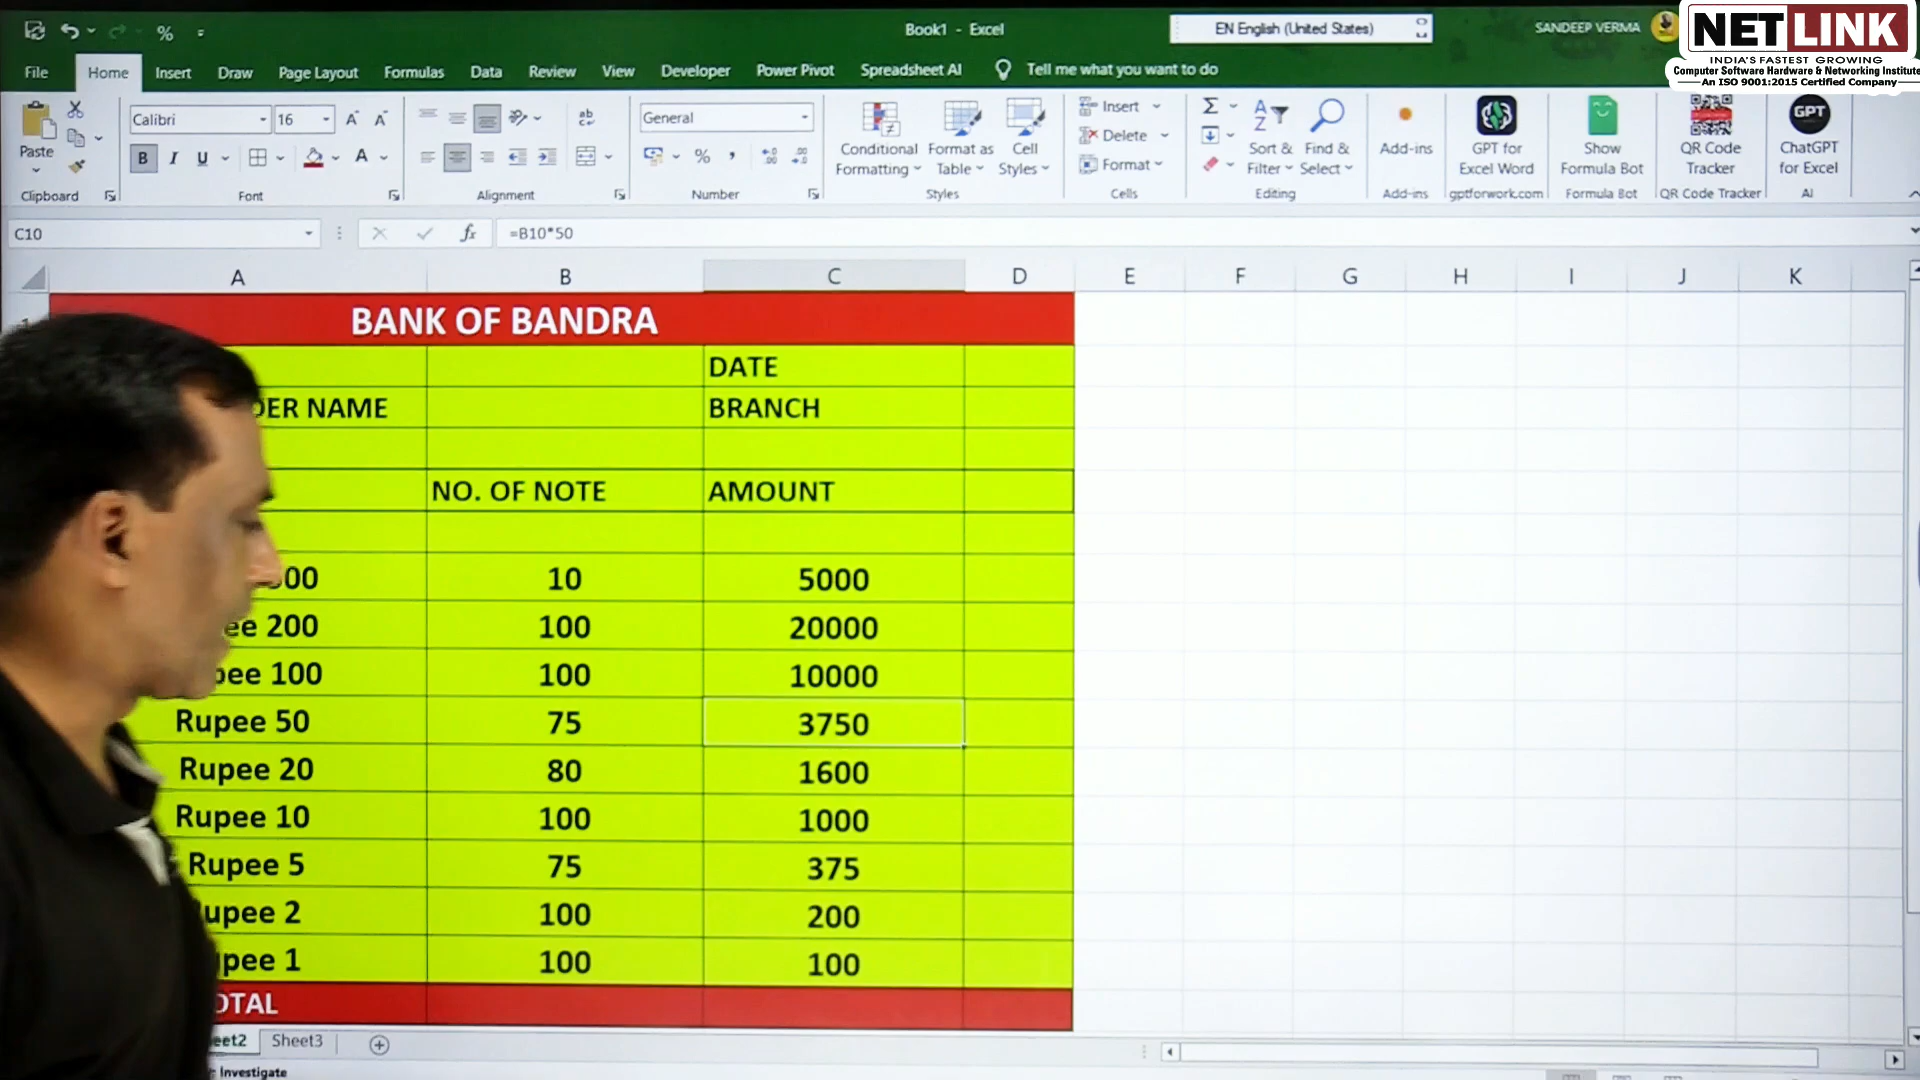 Book1 - Excel
EN English (United States)
SANDEEP VERMA
NETLINK
INDIA'S FASTEST GROWING
Computer Software Hardware & Networking Institute
An ISO 9001:2015 Certified Company
File Home Insert Draw Page Layout Formulas Data Review View Developer Power Pivot Spreadsheet AI Tell me what you want to do
Paste
Clipboard
Calibri 16
B I U A
Font
Alignment
General
%
Number
Conditional Formatting
Format as Table
Cell Styles
Styles
Insert
Delete
Format
Cells
Σ
Sort & Filter
Find & Select
Editing
Add-ins
Add-ins
GPT for Excel Word
gptforwork.com
Show Formula Bot
Formula Bot
QR Code Tracker
QR Code Tracker
GPT
ChatGPT for Excel
AI
C10 fx =B10*50
A B C D E F G H I J K
BANK OF BANDRA
DATE
DER NAME BRANCH
NO. OF NOTE AMOUNT
00 10 5000
ee 200 100 20000
pee 100 100 10000
Rupee 50 75 3750
Rupee 20 80 1600
Rupee 10 100 1000
Rupee 5 75 375
upee 2 100 200
pee 1 100 100
OTAL
eet2 Sheet3
: Investigate